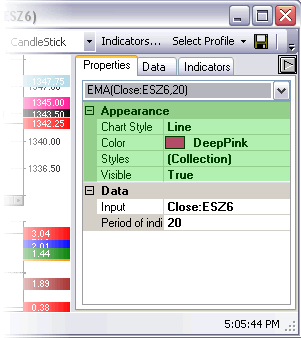 ESZ6)
CandleStick Indicators... Select Profile
Properties Data Indicators
EMA(Close:ESZ6,20)
Appearance
Chart Style Line
Color DeepPink
Styles (Collection)
Visible True
Data
Input Close:ESZ6
Period of indi 20
1347.75
1345.00
1343.50
1342.25
1340.00
1336.50
3.04
2.01
1.44
1.89
0.38
5:05:44 PM